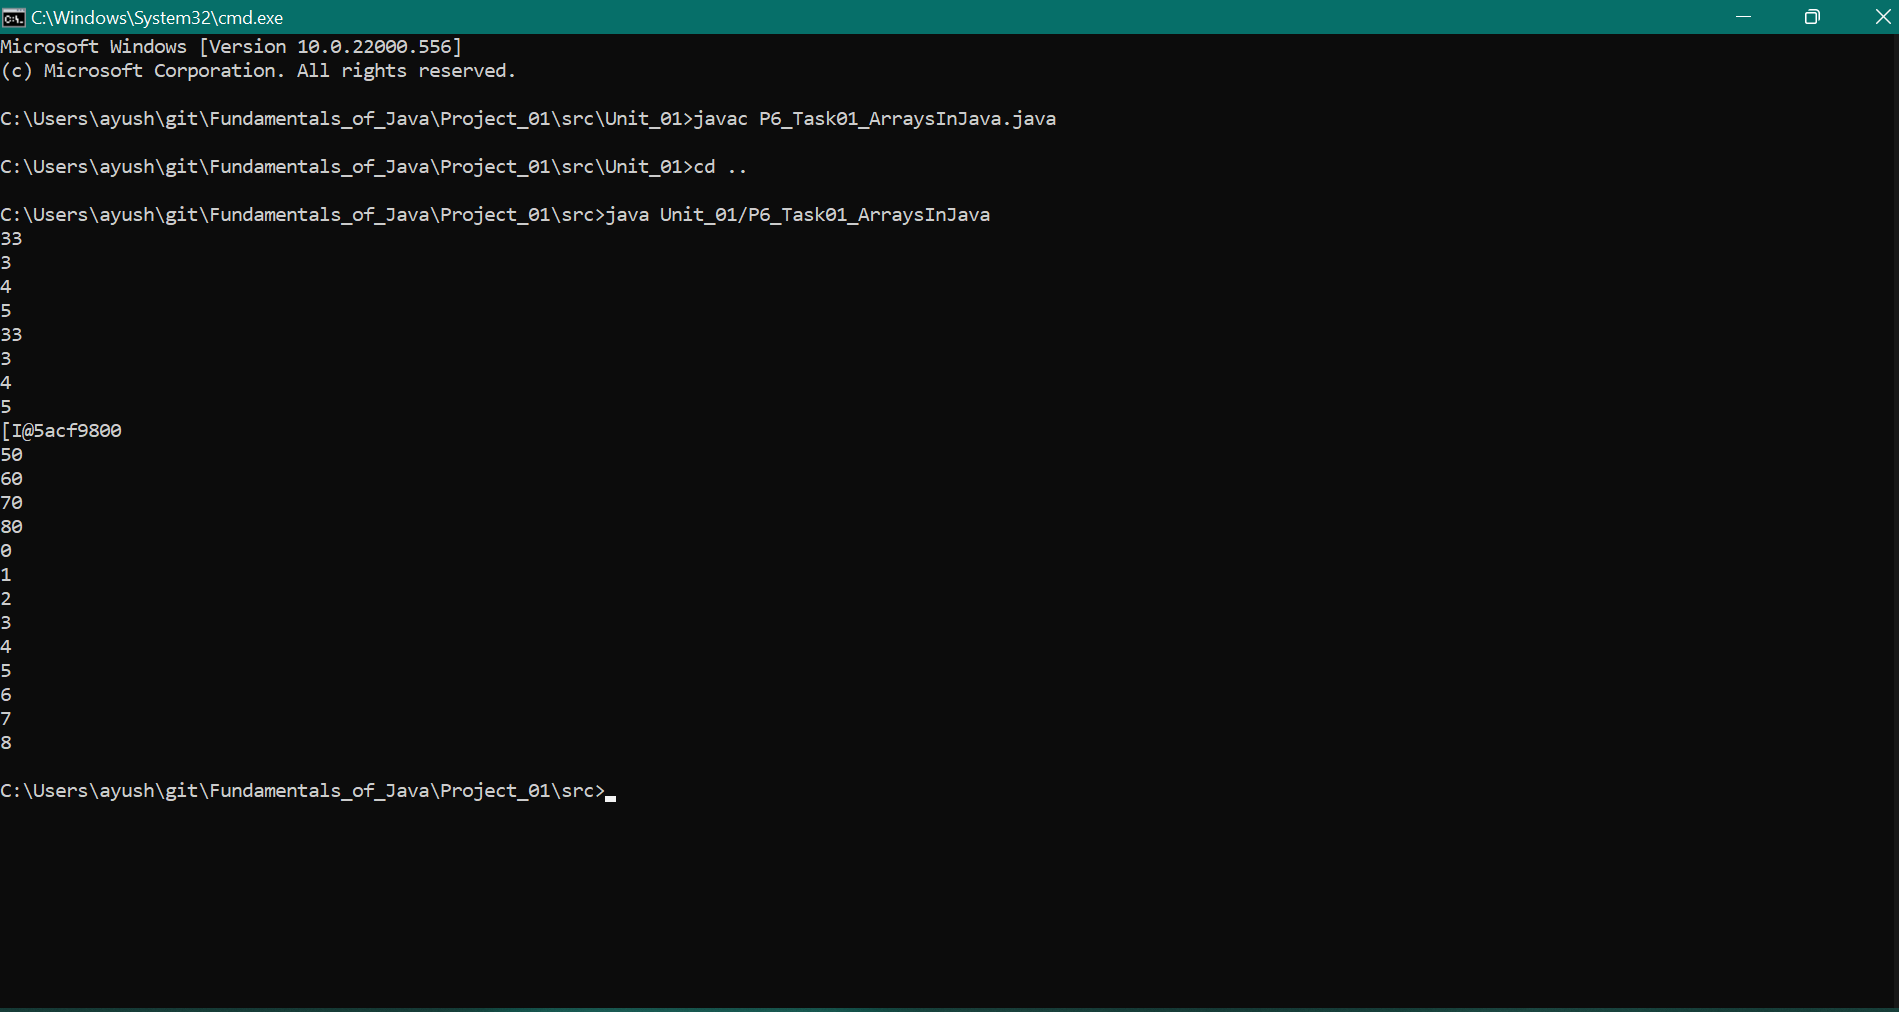 C:\Windows\System32\cmd.exe
Microsoft Windows [Version 10.0.22000.556]
(c) Microsoft Corporation. All rights reserved.
C:\Users\ayush\git\Fundamentals_of_Java\Project_01\src\Unit_01>javac P6_Task01_ArraysInJava.java
C:\Users\ayush\git\Fundamentals_of_Java\Project_01\src\Unit_01>cd ..
C:\Users\ayush\git\Fundamentals_of_Java\Project_01\src>java Unit_01/P6_Task01_ArraysInJava
33
3
4
5
33
3
4
5
[I@5acf9800
50
60
70
80
0
1
2
3
4
5
6
7
8
C:\Users\ayush\git\Fundamentals_of_Java\Project_01\src>